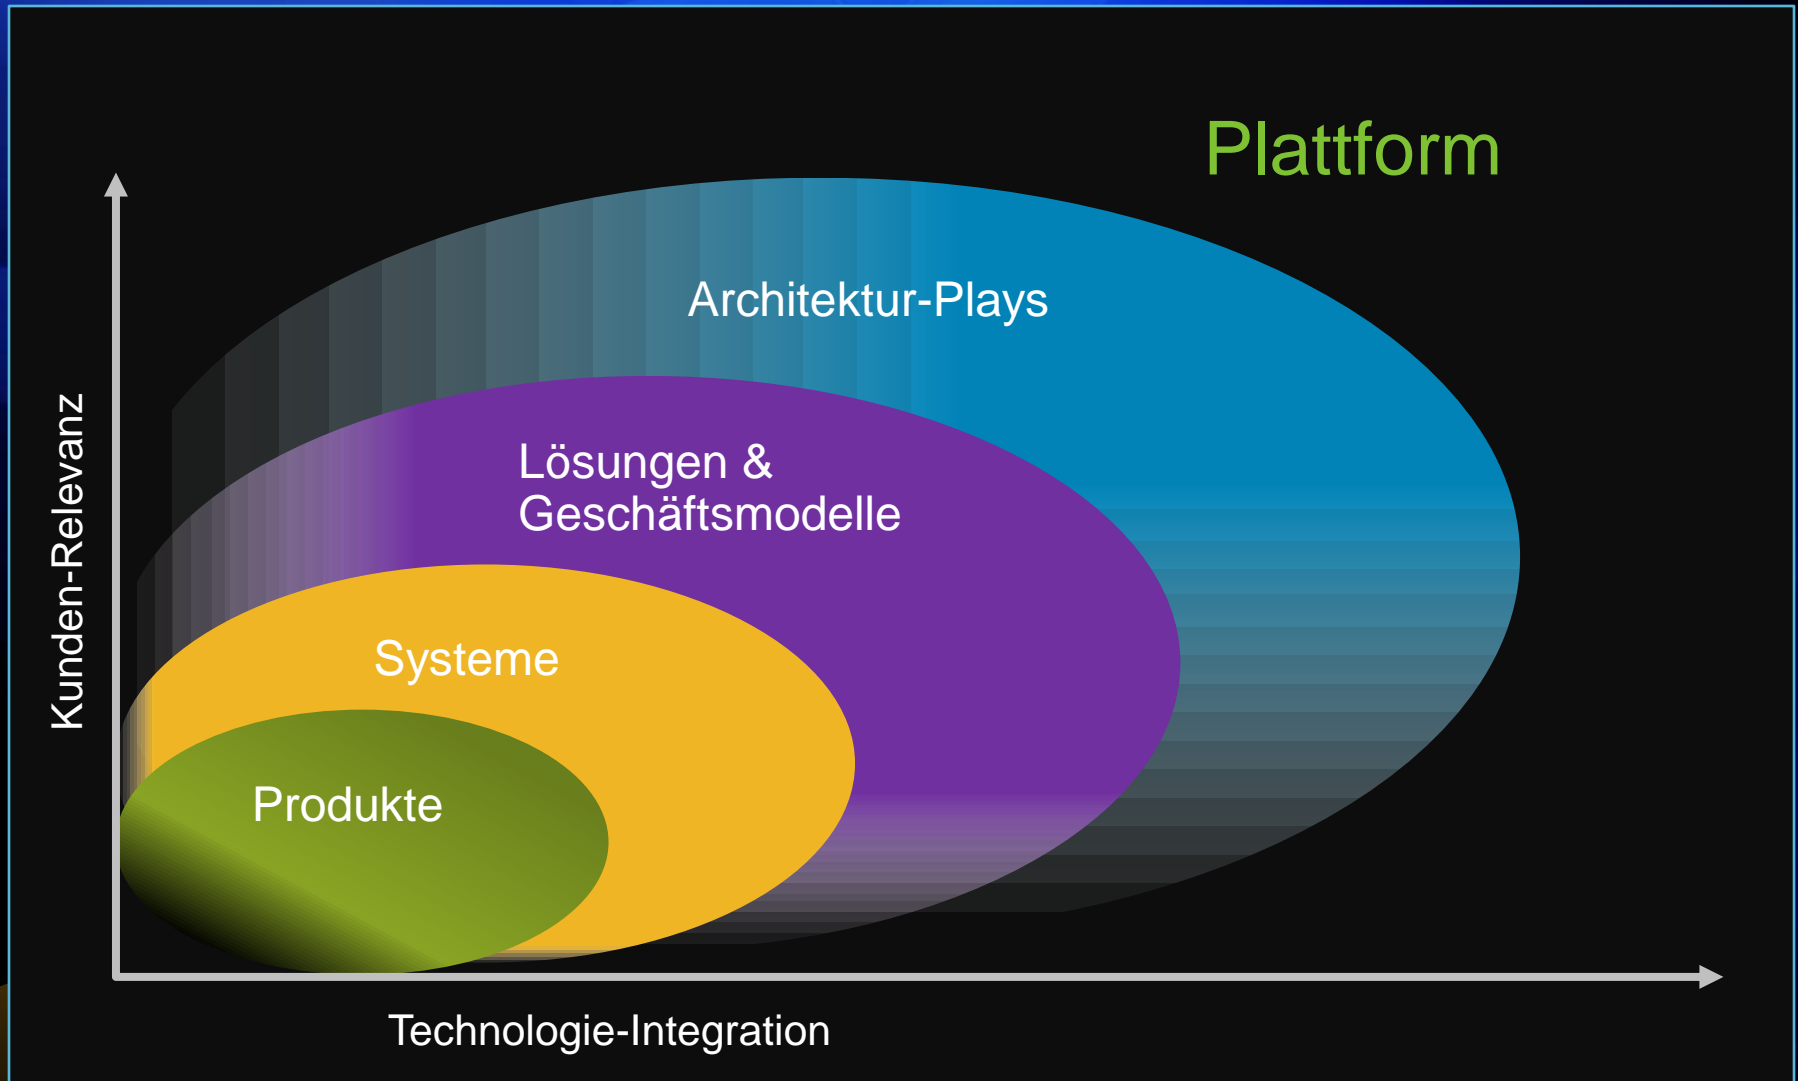 Plattform
Architektur-Plays
Lösungen &
Geschäftsmodelle
Systeme
Produkte
Kunden-Relevanz
Technologie-Integration